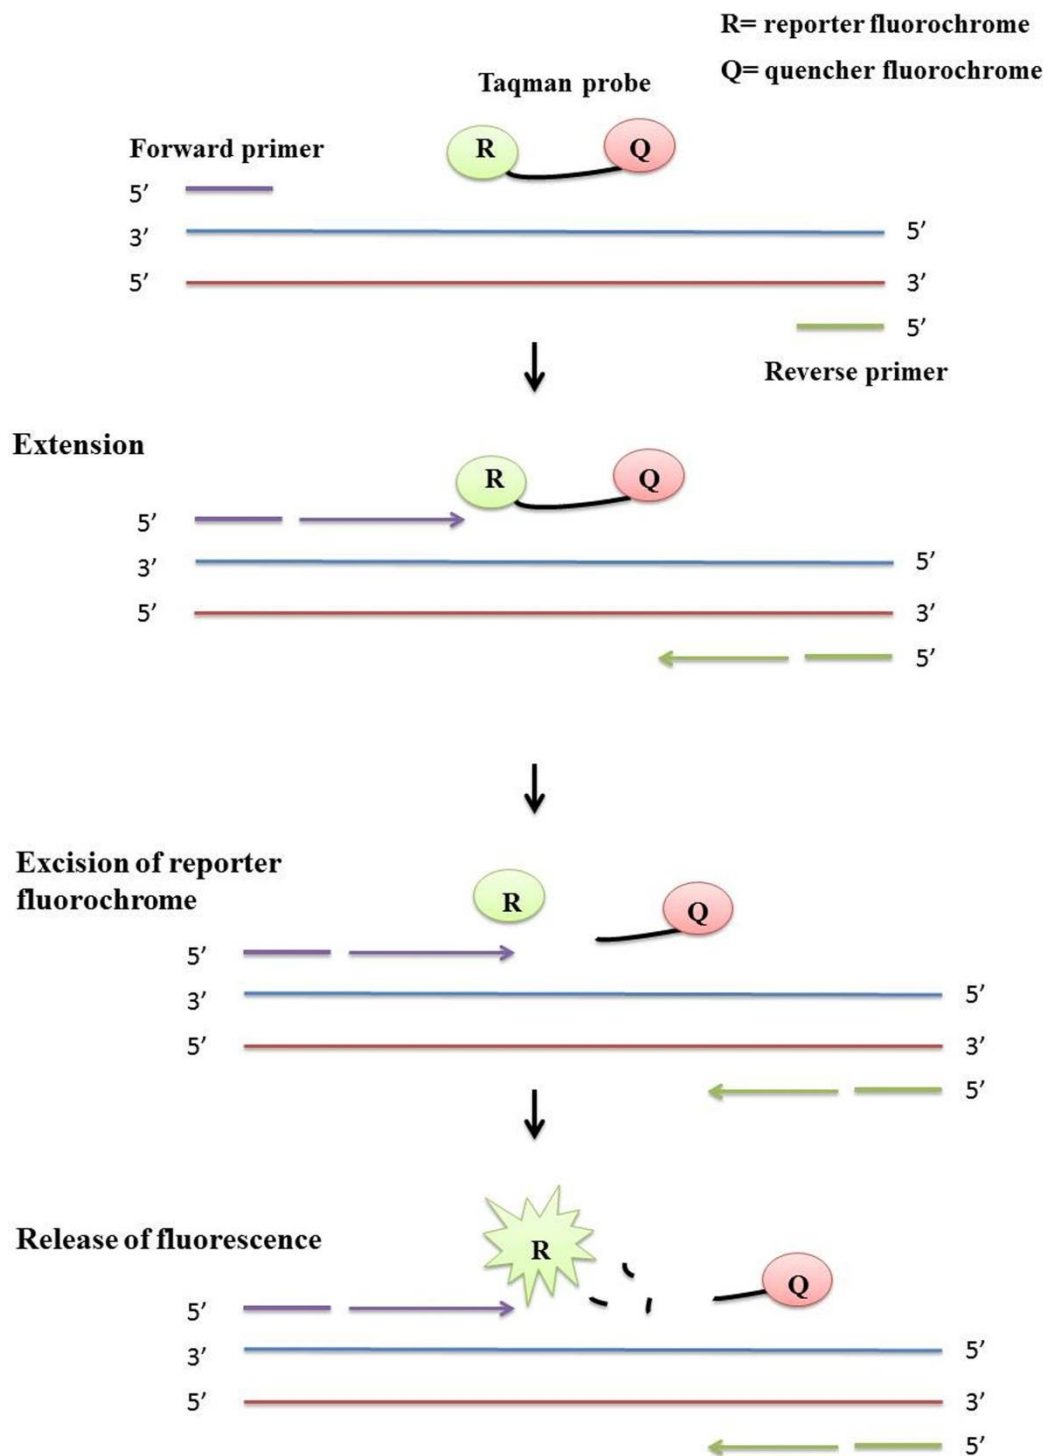 R= reporter fluorochrome
Q= quencher fluorochrome
Taqman probe
R Q
Forward primer
5′
3′ 5′
5′ 3′
5′
Reverse primer
Extension
R Q
5′
3′ 5′
5′ 3′
5′
Excision of reporter
fluorochrome
R Q
5′
3′ 5′
5′ 3′
5′
Release of fluorescence
R Q
5′
3′ 5′
5′ 3′
5′